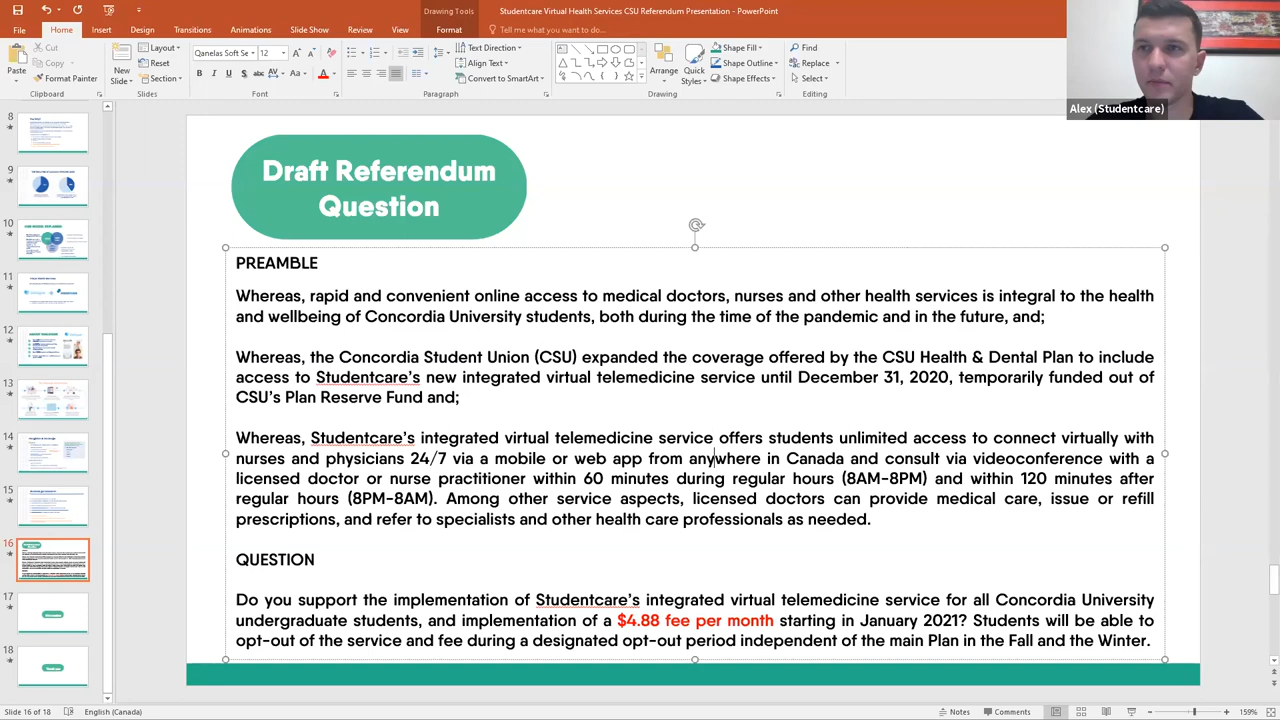 Drawing Tools
Studentcare Virtual Health Services CSU Referendum Presentation - PowerPoint
File Home Insert Design Transitions Animations Slide Show Review View Format Tell me what you want to do...
Paste
Cut
Copy
Format Painter
Clipboard
New Slide
Layout
Reset
Section
Slides
Qanelas Soft Se 12
B I U S abc AV Aa A
Font
Text Direction
Align Text
Convert to SmartArt
Paragraph
Arrange
Quick Styles
Shape Fill
Shape Outline
Shape Effects
Drawing
Find
Replace
Select
Editing
Alex (Studentcare)
8
9
10
11
12
13
14
15
16
17
18
Draft Referendum
Question
PREAMBLE
Whereas, rapid and convenient online access to medical doctors, nurses and other health services is integral to the health
and wellbeing of Concordia University students, both during the time of the pandemic and in the future, and;
Whereas, the Concordia Student Union (CSU) expanded the coverage offered by the CSU Health & Dental Plan to include
access to Studentcare's new integrated virtual telemedicine service until December 31, 2020, temporarily funded out of
CSU's Plan Reserve Fund and;
Whereas, Studentcare's integrated virtual telemedicine service offers students unlimited access to connect virtually with
nurses and physicians 24/7 via a mobile or web app from anywhere in Canada and consult via videoconference with a
licensed doctor or nurse practitioner within 60 minutes during regular hours (8AM-8PM) and within 120 minutes after
regular hours (8PM-8AM). Among other service aspects, licensed doctors can provide medical care, issue or refill
prescriptions, and refer to specialists and other health care professionals as needed.
QUESTION
Do you support the implementation of Studentcare's integrated virtual telemedicine service for all Concordia University
undergraduate students, and implementation of a $4.88 fee per month starting in January 2021? Students will be able to
opt-out of the service and fee during a designated opt-out period independent of the main Plan in the Fall and the Winter.
Slide 16 of 18 English (Canada) Notes Comments 159%